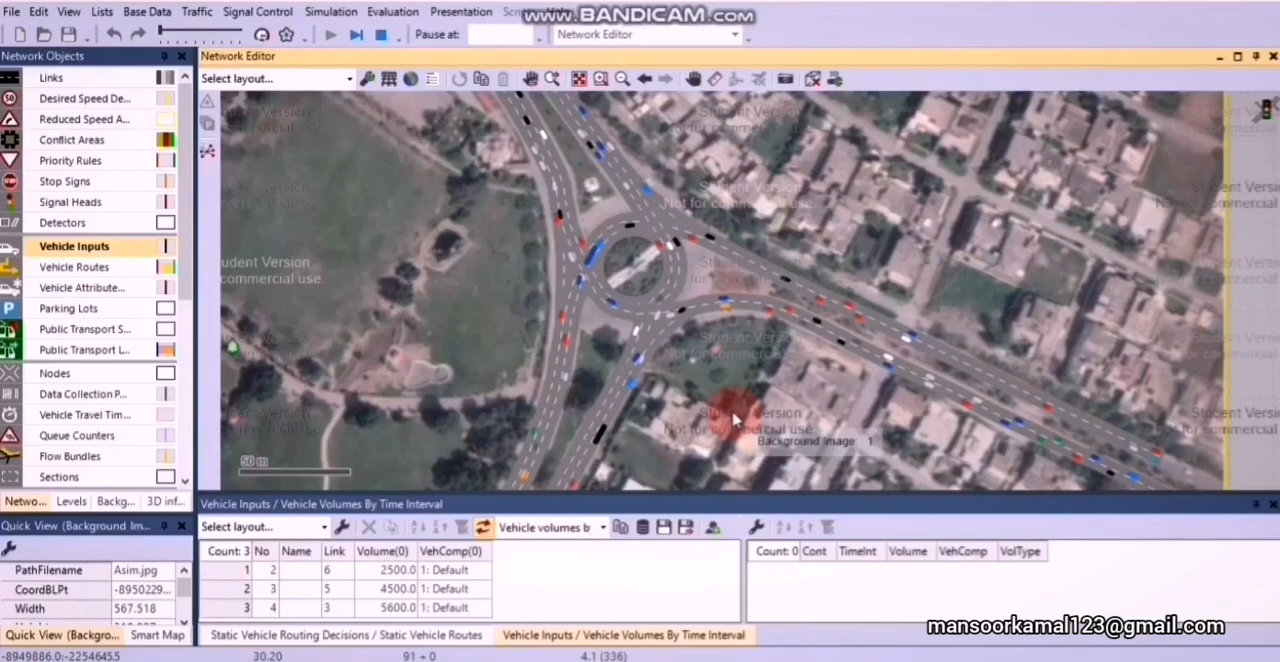 File Edit View Lists Base Data Traffic Signal Control Simulation Evaluation Presentation
www.BANDICAM.com
Pause at: Network Editor
Network Objects
Network Editor
Select layout...
Links
Desired Speed De...
Reduced Speed A...
Conflict Areas
Priority Rules
Stop Signs
Signal Heads
Detectors
Vehicle Inputs
Vehicle Routes
Vehicle Attribute...
Parking Lots
Public Transport S...
Public Transport L...
Nodes
Data Collection P...
Vehicle Travel Tim...
Queue Counters
Flow Bundles
Sections
Student Version
Not for commercial use.
udent Version
commercial use.
Background Image: 1
50 m
Netwo... Levels Backg... 3D inf...
Quick View (Background Im...
PathFilename Asim.jpg
CoordBLPt -8950229...
Width 567.518
Quick View (Backgro... Smart Map
Vehicle Inputs / Vehicle Volumes By Time Interval
Select layout... Vehicle volumes b
Count: 3 No Name Link Volume(0) VehComp(0)
1 2 6 2500.0 1: Default
2 3 5 4500.0 1: Default
3 4 3 5600.0 1: Default
Count: 0 Cont TimeInt Volume VehComp VolType
Static Vehicle Routing Decisions / Static Vehicle Routes Vehicle Inputs / Vehicle Volumes By Time Interval
mansoorkamal123@gmail.com
-8949886.0:-2254645.5 30.20 91 + 0 4.1 (336)